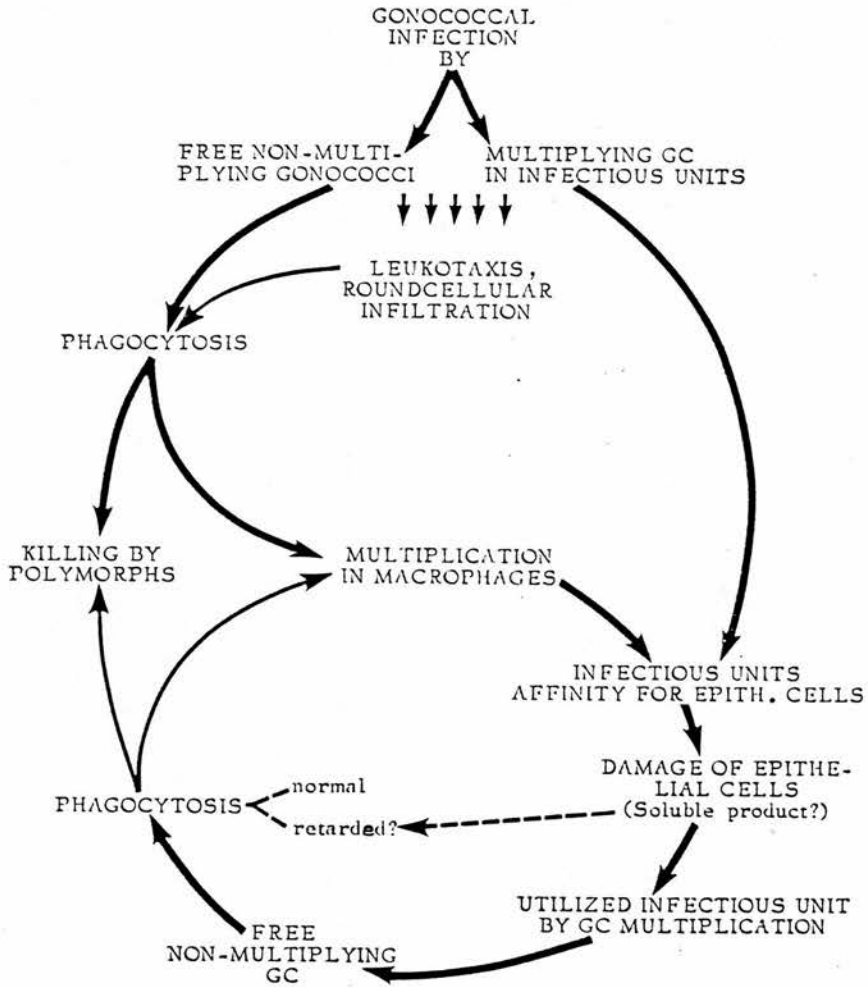 GONOCOCCAL
INFECTION
BY
FREE NON-MULTI-
PLYING GONOCOCCI
MULTIPLYING GC
IN INFECTIOUS UNITS
LEUKOTAXIS,
ROUNDCELLULAR
INFILTRATION
PHAGOCYTOSIS
KILLING BY
POLYMORPHS
MULTIPLICATION
IN MACROPHAGES
INFECTIOUS UNITS
AFFINITY FOR EPITH. CELLS
DAMAGE OF EPITHE-
LIAL CELLS
(Soluble product?)
PHAGOCYTOSIS
normal
retarded?
UTILIZED INFECTIOUS UNIT
BY GC MULTIPLICATION
FREE
NON-MULTIPLYING
GC